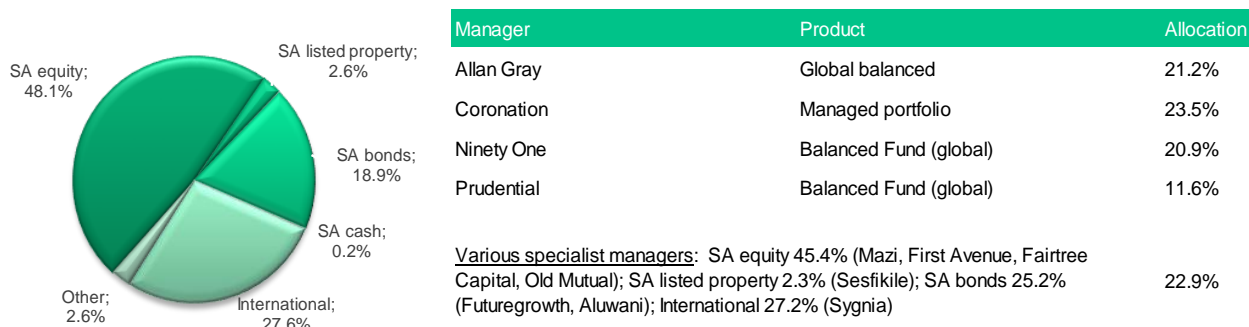 SA equity;
48.1%
SA listed property;
2.6%
SA bonds;
18.9%
SA cash;
0.2%
International;
27.6%
Other;
2.6%
Manager Product Allocation
Allan Gray Global balanced 21.2%
Coronation Managed portfolio 23.5%
Ninety One Balanced Fund (global) 20.9%
Prudential Balanced Fund (global) 11.6%
Various specialist managers: SA equity 45.4% (Mazi, First Avenue, Fairtree
Capital, Old Mutual); SA listed property 2.3% (Sesfikile); SA bonds 25.2%
(Futuregrowth, Aluwani); International 27.2% (Sygnia)
22.9%